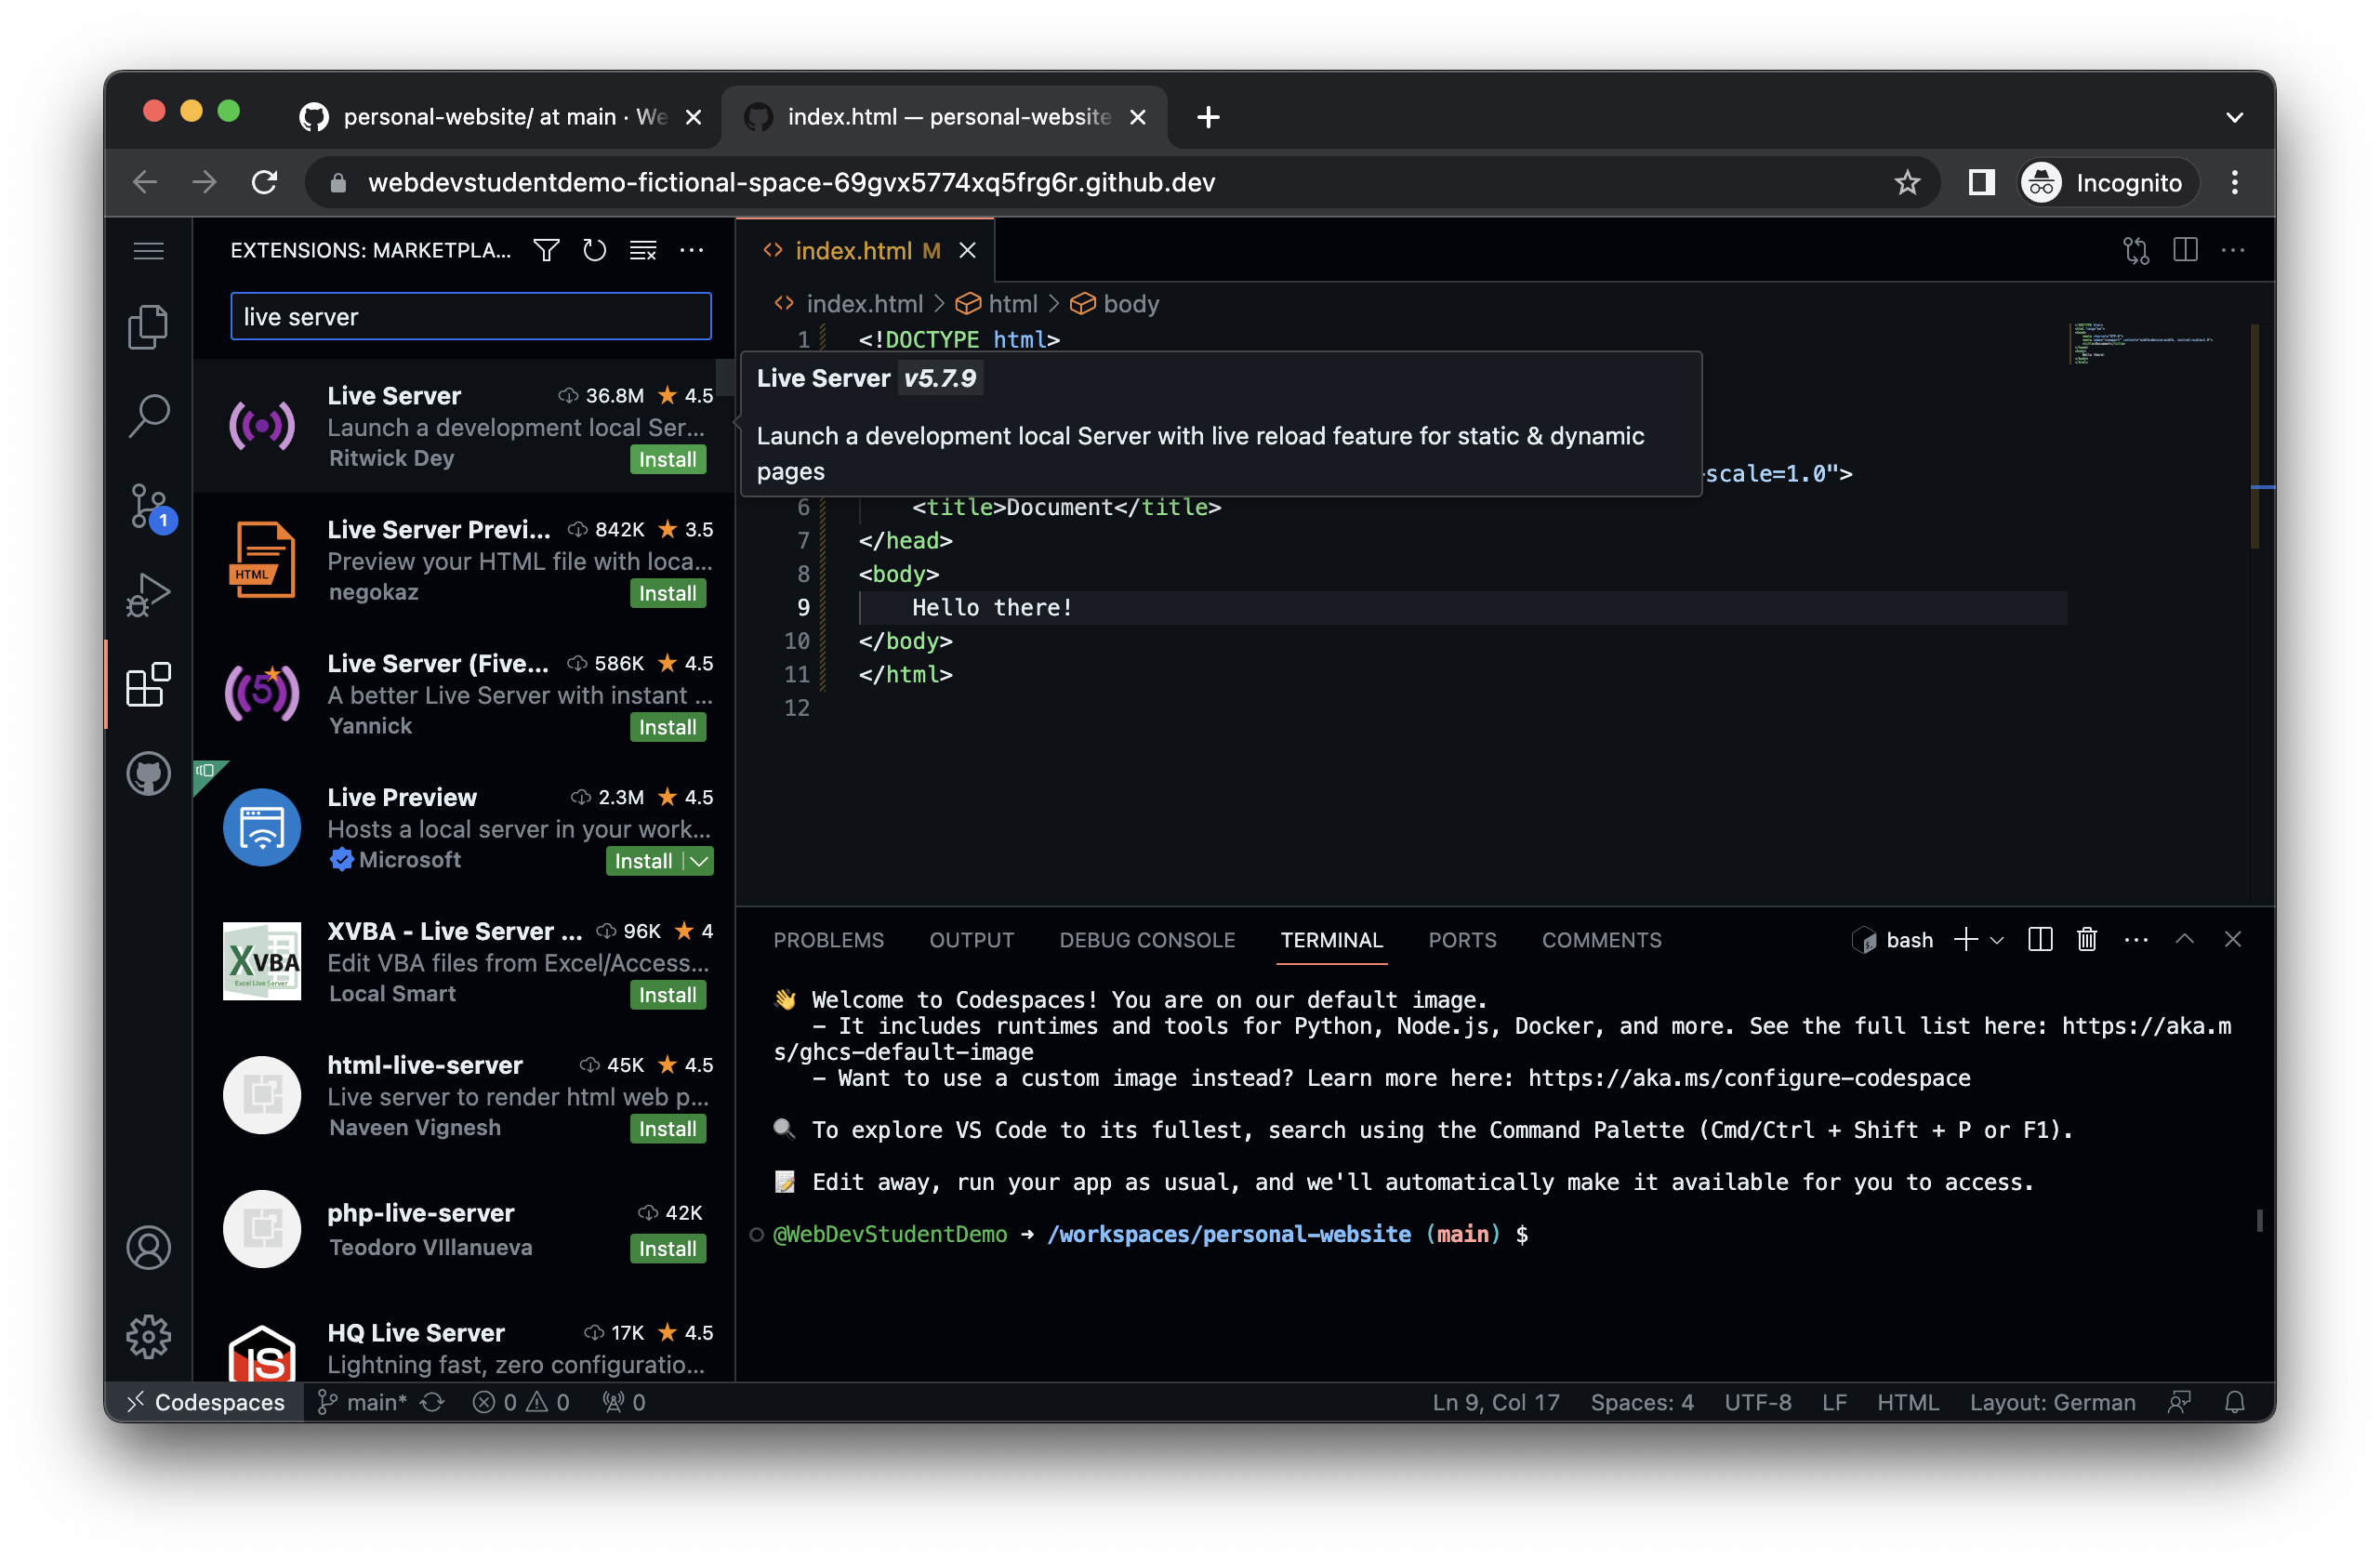 personal-website/ at main · We
index.html — personal-website
webdevstudentdemo-fictional-space-69gvx5774xq5frg6r.github.dev
Incognito
EXTENSIONS: MARKETPLA...
live server
Live Server 36.8M ★ 4.5
Launch a development local Ser...
Ritwick Dey Install
HTML
Live Server Previ... 842K ★ 3.5
Preview your HTML file with loca...
negokaz Install
5
Live Server (Five... 586K ★ 4.5
A better Live Server with instant ...
Yannick Install
Live Preview 2.3M ★ 4.5
Hosts a local server in your work...
Microsoft Install
XVBA
Excel Live Server
XVBA - Live Server ... 96K ★ 4
Edit VBA files from Excel/Access...
Local Smart Install
html-live-server 45K ★ 4.5
Live server to render html web p...
Naveen Vignesh Install
php-live-server 42K
Teodoro VIllanueva Install
JS
HQ Live Server 17K ★ 4.5
Lightning fast, zero configuratio...
1
index.html M
index.html > html > body
1 <!DOCTYPE html>
Live Server v5.7.9
Launch a development local Server with live reload feature for static & dynamic
pages
-scale=1.0">
6 <title>Document</title>
7 </head>
8 <body>
9 Hello there!
10 </body>
11 </html>
12
PROBLEMS OUTPUT DEBUG CONSOLE TERMINAL PORTS COMMENTS bash
👋 Welcome to Codespaces! You are on our default image.
- It includes runtimes and tools for Python, Node.js, Docker, and more. See the full list here: https://aka.m
s/ghcs-default-image
- Want to use a custom image instead? Learn more here: https://aka.ms/configure-codespace
🔍 To explore VS Code to its fullest, search using the Command Palette (Cmd/Ctrl + Shift + P or F1).
📝 Edit away, run your app as usual, and we'll automatically make it available for you to access.
@WebDevStudentDemo → /workspaces/personal-website (main) $
Codespaces main* 0 0 0 Ln 9, Col 17 Spaces: 4 UTF-8 LF HTML Layout: German